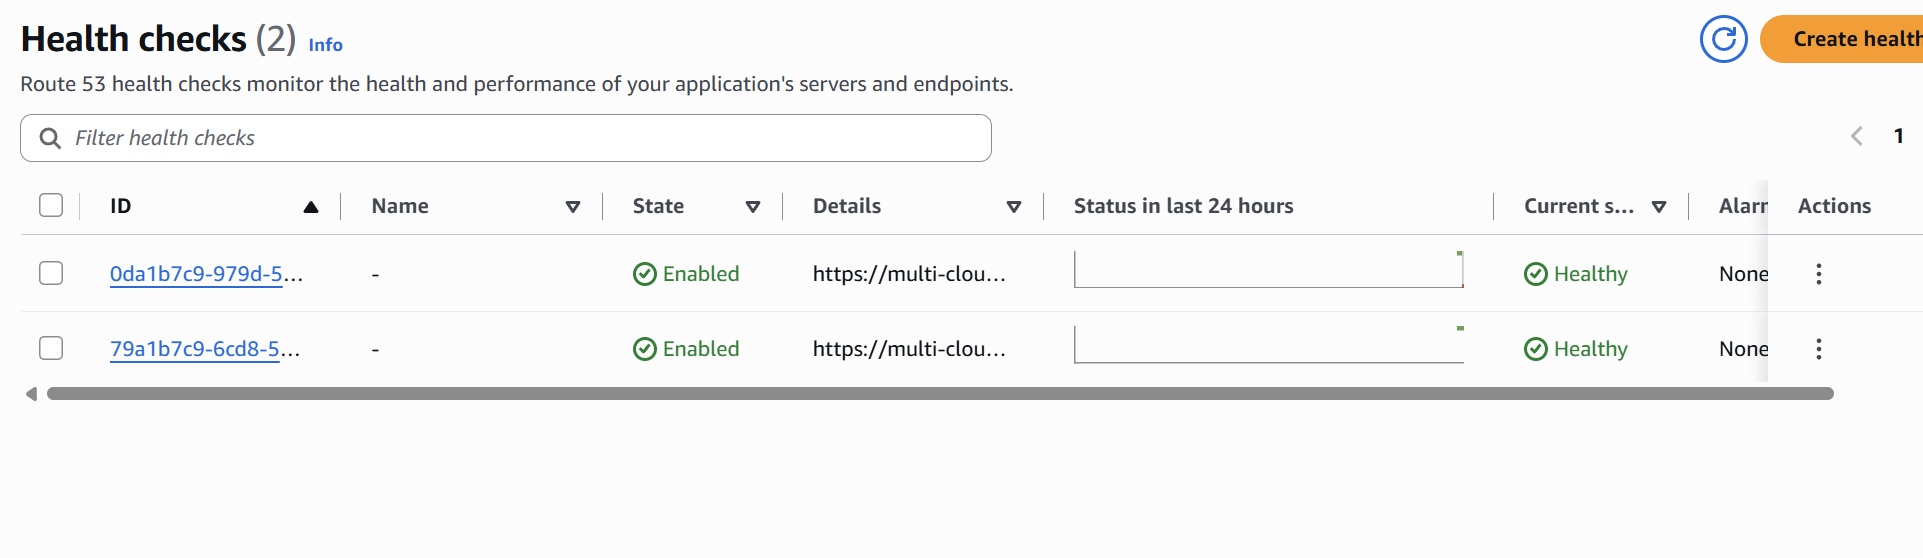 Health checks (2) Info
Create health
Route 53 health checks monitor the health and performance of your application's servers and endpoints.
Filter health checks
1
ID Name State Details Status in last 24 hours Current s... Alarr Actions
0da1b7c9-979d-5... - Enabled https://multi-clou... Healthy None
79a1b7c9-6cd8-5... - Enabled https://multi-clou... Healthy None